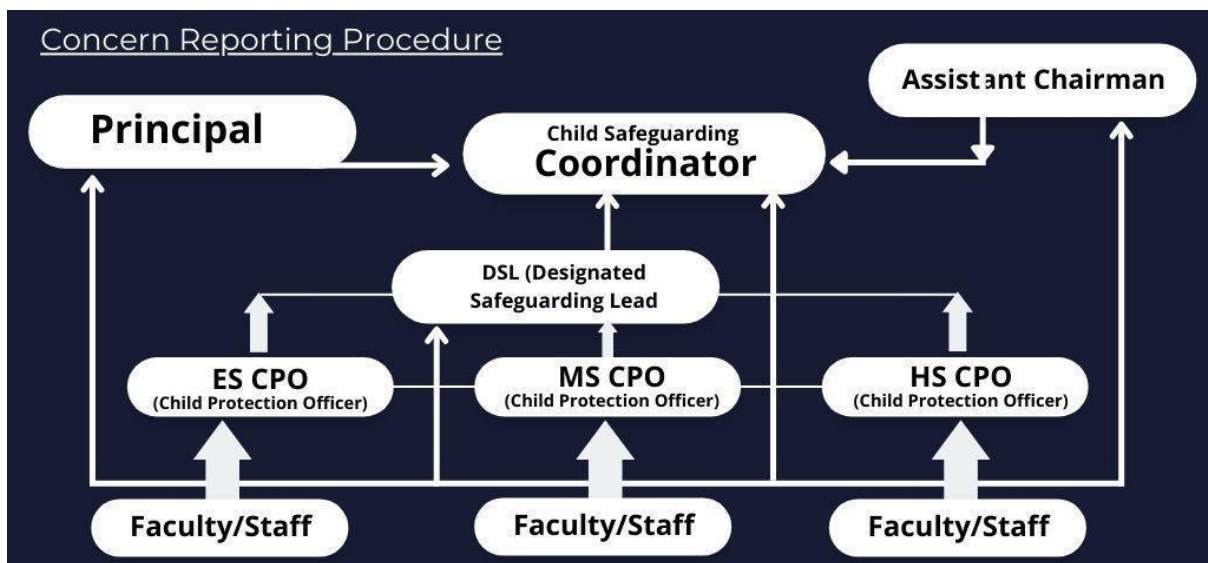 Concern Reporting Procedure
Assistant Chairman
Principal
Child Safeguarding
Coordinator
DSL (Designated
Safeguarding Lead
ES CPO
(Child Protection Officer)
MS CPO
(Child Protection Officer)
HS CPO
(Child Protection Officer)
Faculty/Staff
Faculty/Staff
Faculty/Staff